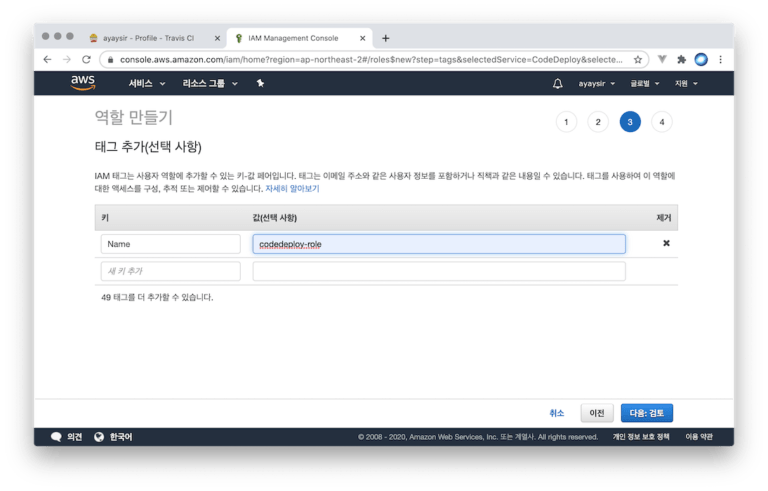 ayaysir - Profile - Travis CI
IAM Management Console
console.aws.amazon.com/iam/home?region=ap-northeast-2#/roles$new?step=tags&selectedService=CodeDeploy&selecte...
aws 서비스 리소스 그룹 ayaysir 글로벌 지원
역할 만들기
1 2 3 4
태그 추가(선택 사항)
IAM 태그는 사용자 역할에 추가할 수 있는 키-값 페어입니다. 태그는 이메일 주소와 같은 사용자 정보를 포함하거나 직책과 같은 내용일 수 있습니다. 태그를 사용하여 이 역할에
대한 액세스를 구성, 추적 또는 제어할 수 있습니다. 자세히 알아보기
키 값(선택 사항) 제거
Name codedeploy-role
새 키 추가
49 태그를 더 추가할 수 있습니다.
취소 이전 다음: 검토
의견 한국어 © 2008 - 2020, Amazon Web Services, Inc. 또는 계열사. All rights reserved. 개인 정보 보호 정책 이용 약관